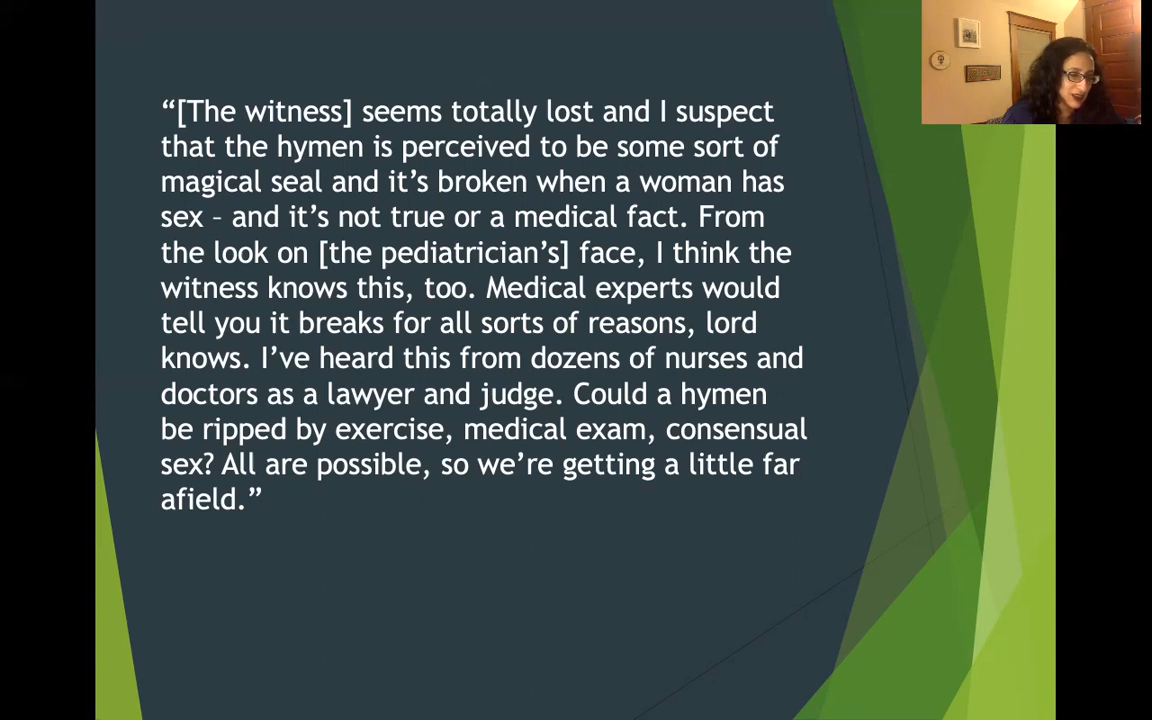 “[The witness] seems totally lost and I suspect
that the hymen is perceived to be some sort of
magical seal and it’s broken when a woman has
sex – and it’s not true or a medical fact. From
the look on [the pediatrician’s] face, I think the
witness knows this, too. Medical experts would
tell you it breaks for all sorts of reasons, lord
knows. I’ve heard this from dozens of nurses and
doctors as a lawyer and judge. Could a hymen
be ripped by exercise, medical exam, consensual
sex? All are possible, so we’re getting a little far
afield.”